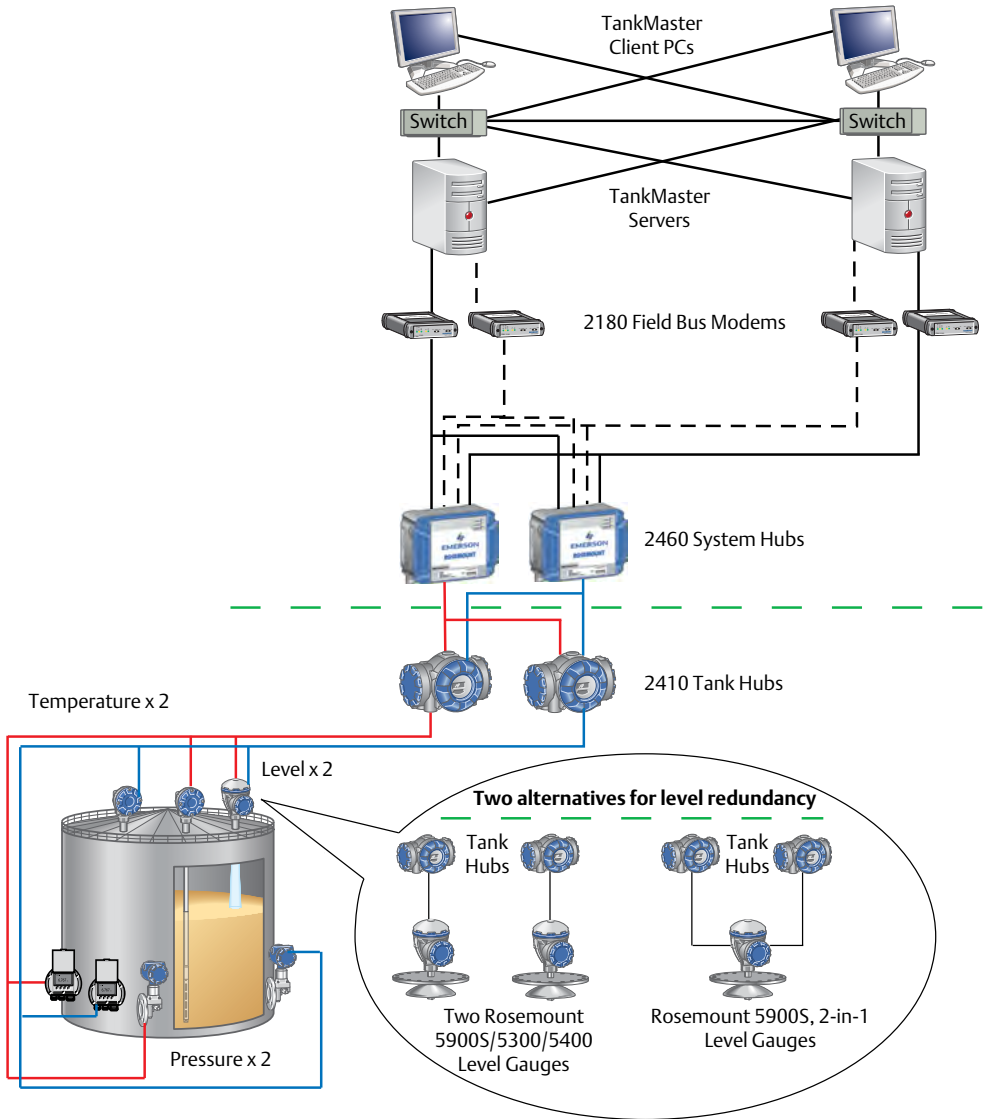 TankMaster
Client PCs
Switch
Switch
TankMaster
Servers
2180 Field Bus Modems
EMERSON
ROSEMOUNT
EMERSON
ROSEMOUNT
2460 System Hubs
2410 Tank Hubs
Temperature x 2
Level x 2
Two alternatives for level redundancy
Tank
Hubs
Tank
Hubs
Two Rosemount
5900S/5300/5400
Level Gauges
Rosemount 5900S, 2-in-1
Level Gauges
Pressure x 2